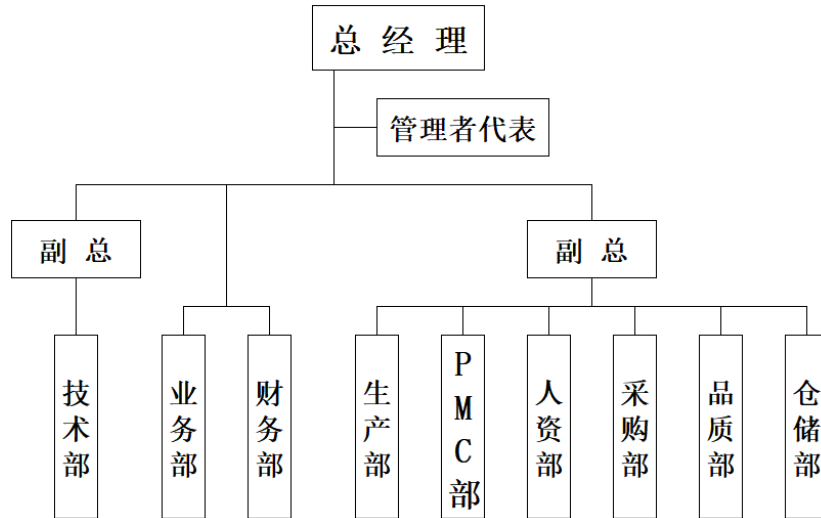 总经理
管理者代表
副总
副总
技术部
业务部
财务部
生产部
PMC部
人资部
采购部
品质部
仓储部